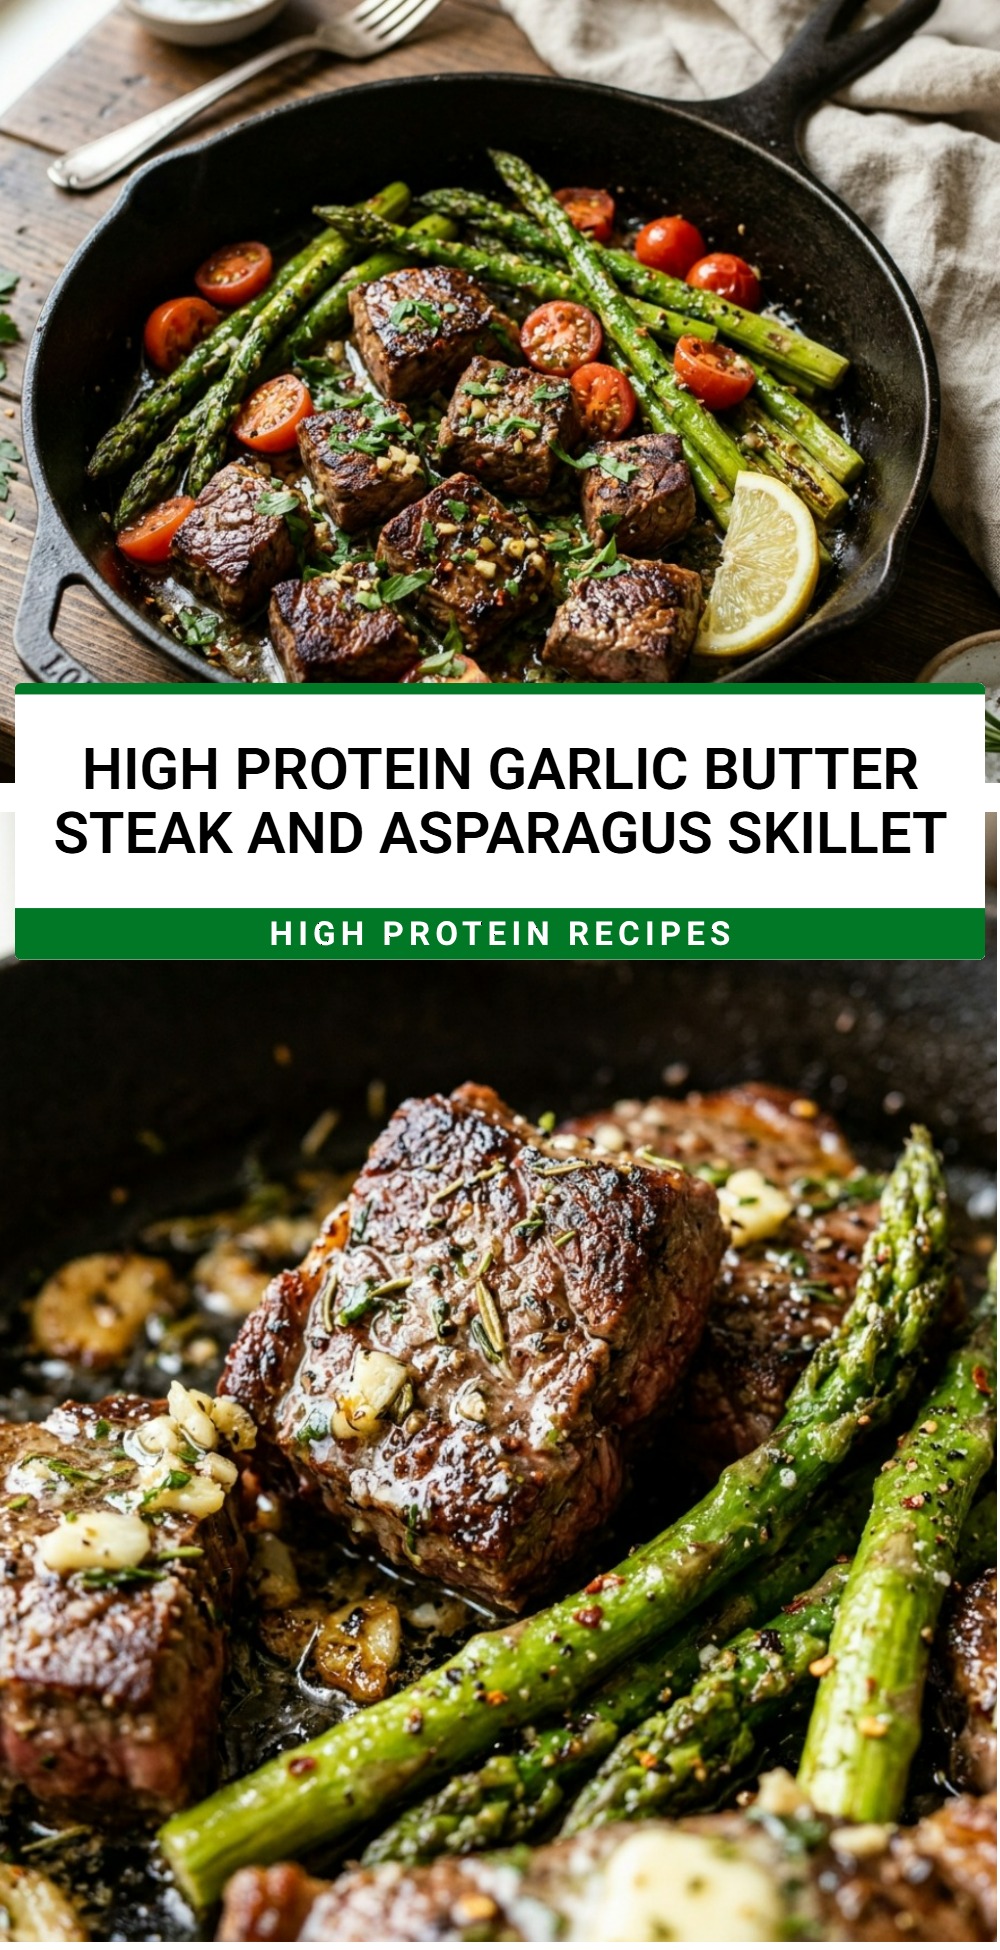 HIGH PROTEIN GARLIC BUTTER
STEAK AND ASPARAGUS SKILLET
HIGH PROTEIN RECIPES